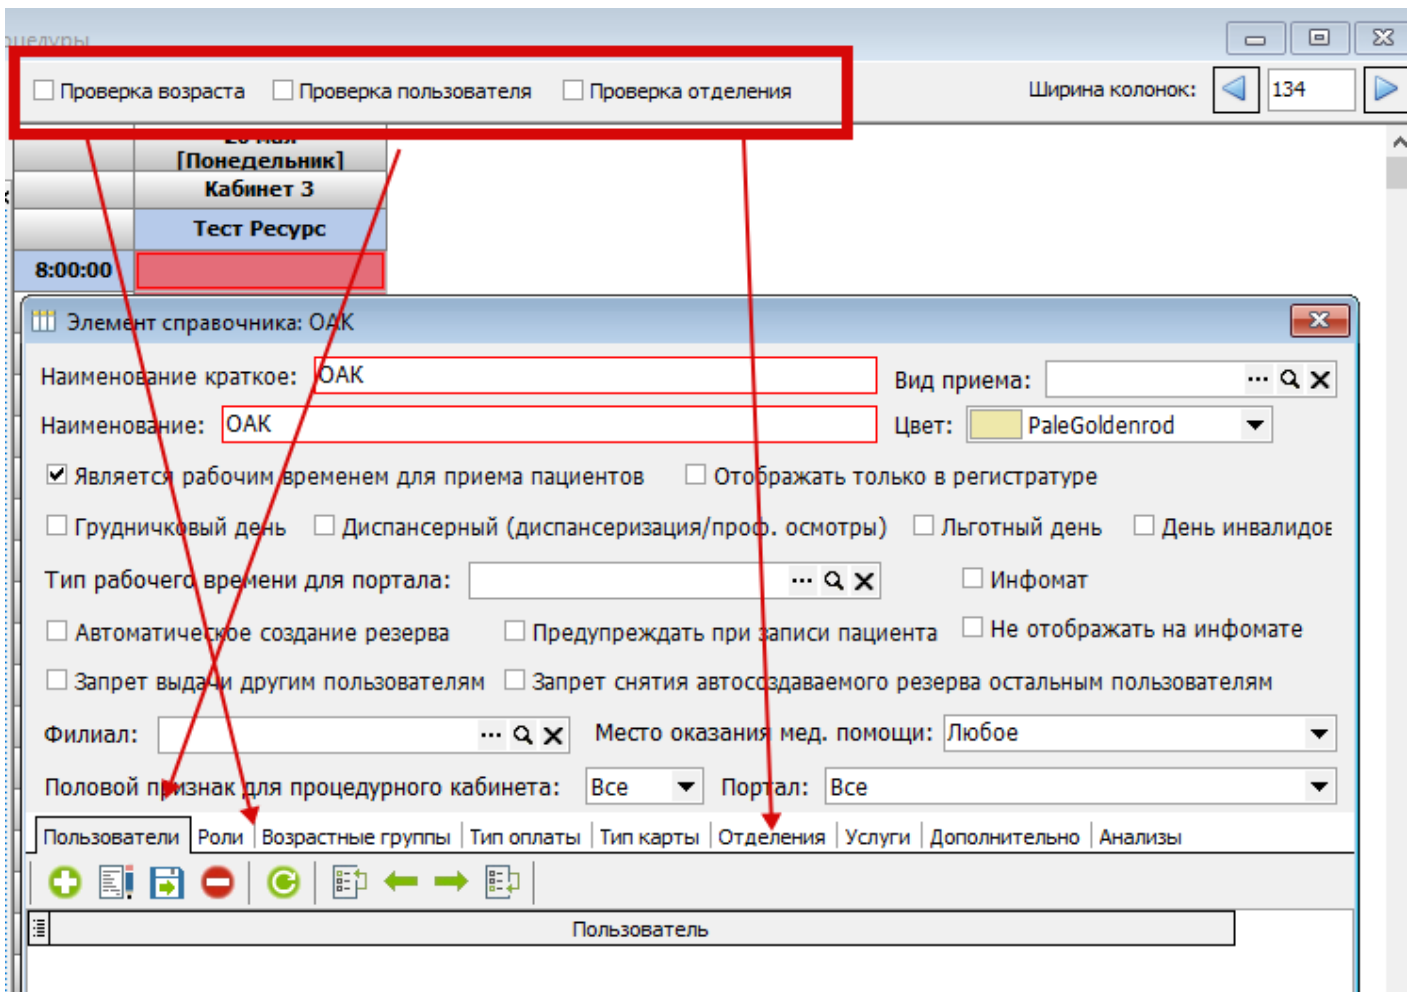 Проверка возраста Проверка пользователя Проверка отделения Ширина колонок: 134
[Понедельник]
Кабинет 3
Тест Ресурс
8:00:00
Элемент справочника: ОАК
Наименование краткое: ОАК Вид приема:
Наименование: ОАК Цвет: PaleGoldenrod
Является рабочим временем для приема пациентов Отображать только в регистратуре
Грудничковый день Диспансерный (диспансеризация/проф. осмотры) Льготный день День инвалидов
Тип рабочего времени для портала: Инфомат
Автоматическое создание резерва Предупреждать при записи пациента Не отображать на инфомате
Запрет выдачи другим пользователям Запрет снятия автосоздаваемого резерва остальным пользователям
Филиал: Место оказания мед. помощи: Любое
Половой признак для процедурного кабинета: Все Портал: Все
Пользователи Роли Возрастные группы Тип оплаты Тип карты Отделения Услуги Дополнительно Анализы
Пользователь